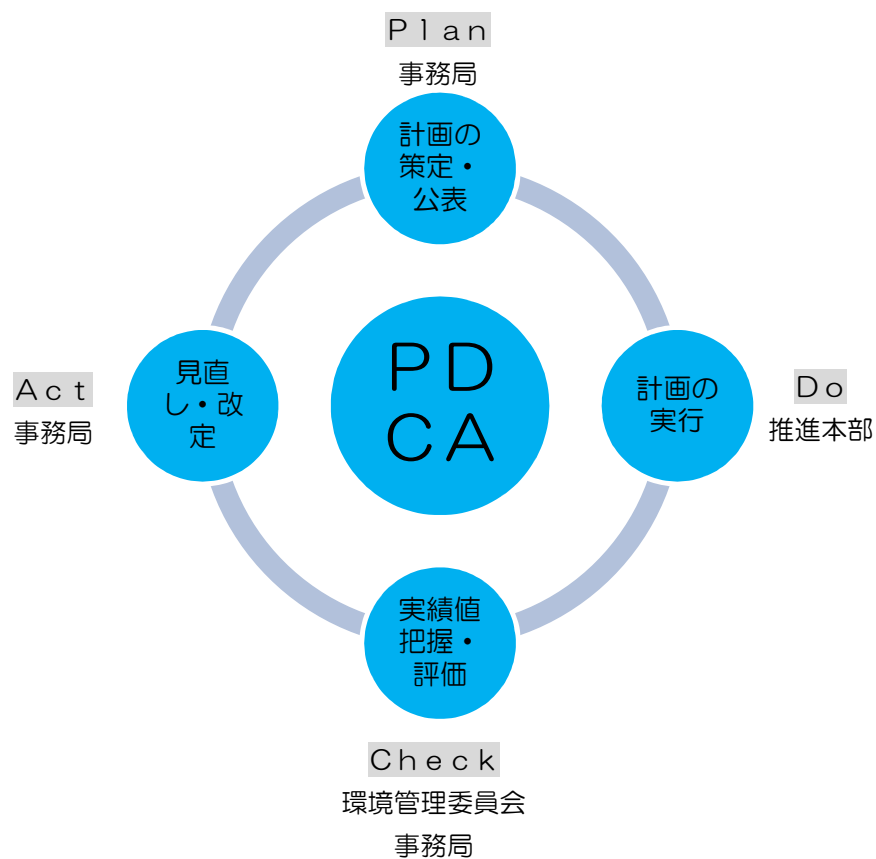 Ｐｌａｎ
事務局
計画の
策定・
公表
ＰＤ
ＣＡ
見直
し・改
定
Ａｃｔ
事務局
計画の
実行
Ｄｏ
推進本部
実績値
把握・
評価
Ｃｈｅｃｋ
環境管理委員会
事務局